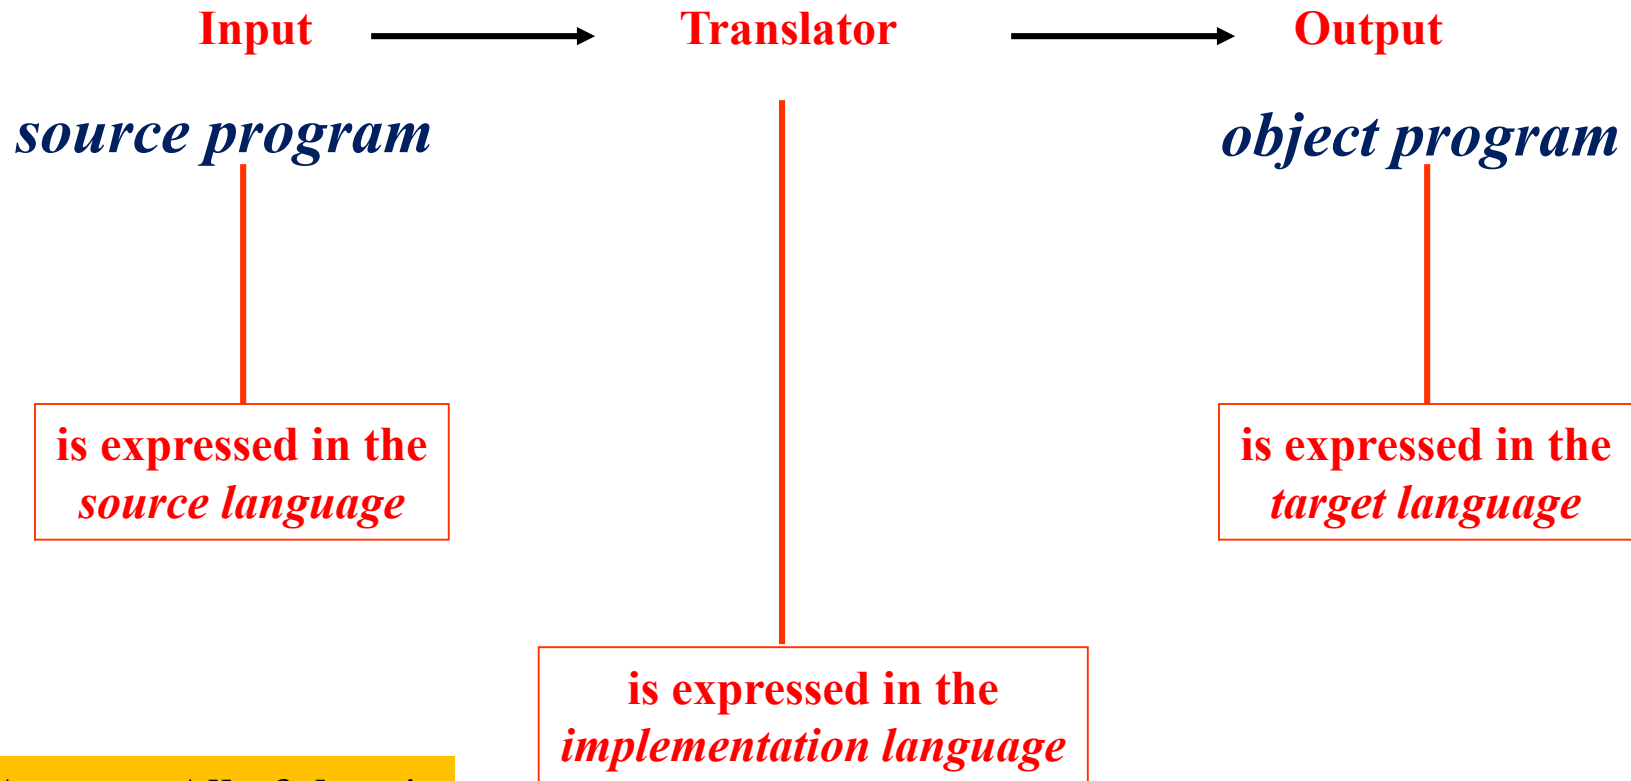 Input Translator Output
source program object program
is expressed in the
source language
is expressed in the
target language
is expressed in the
implementation language